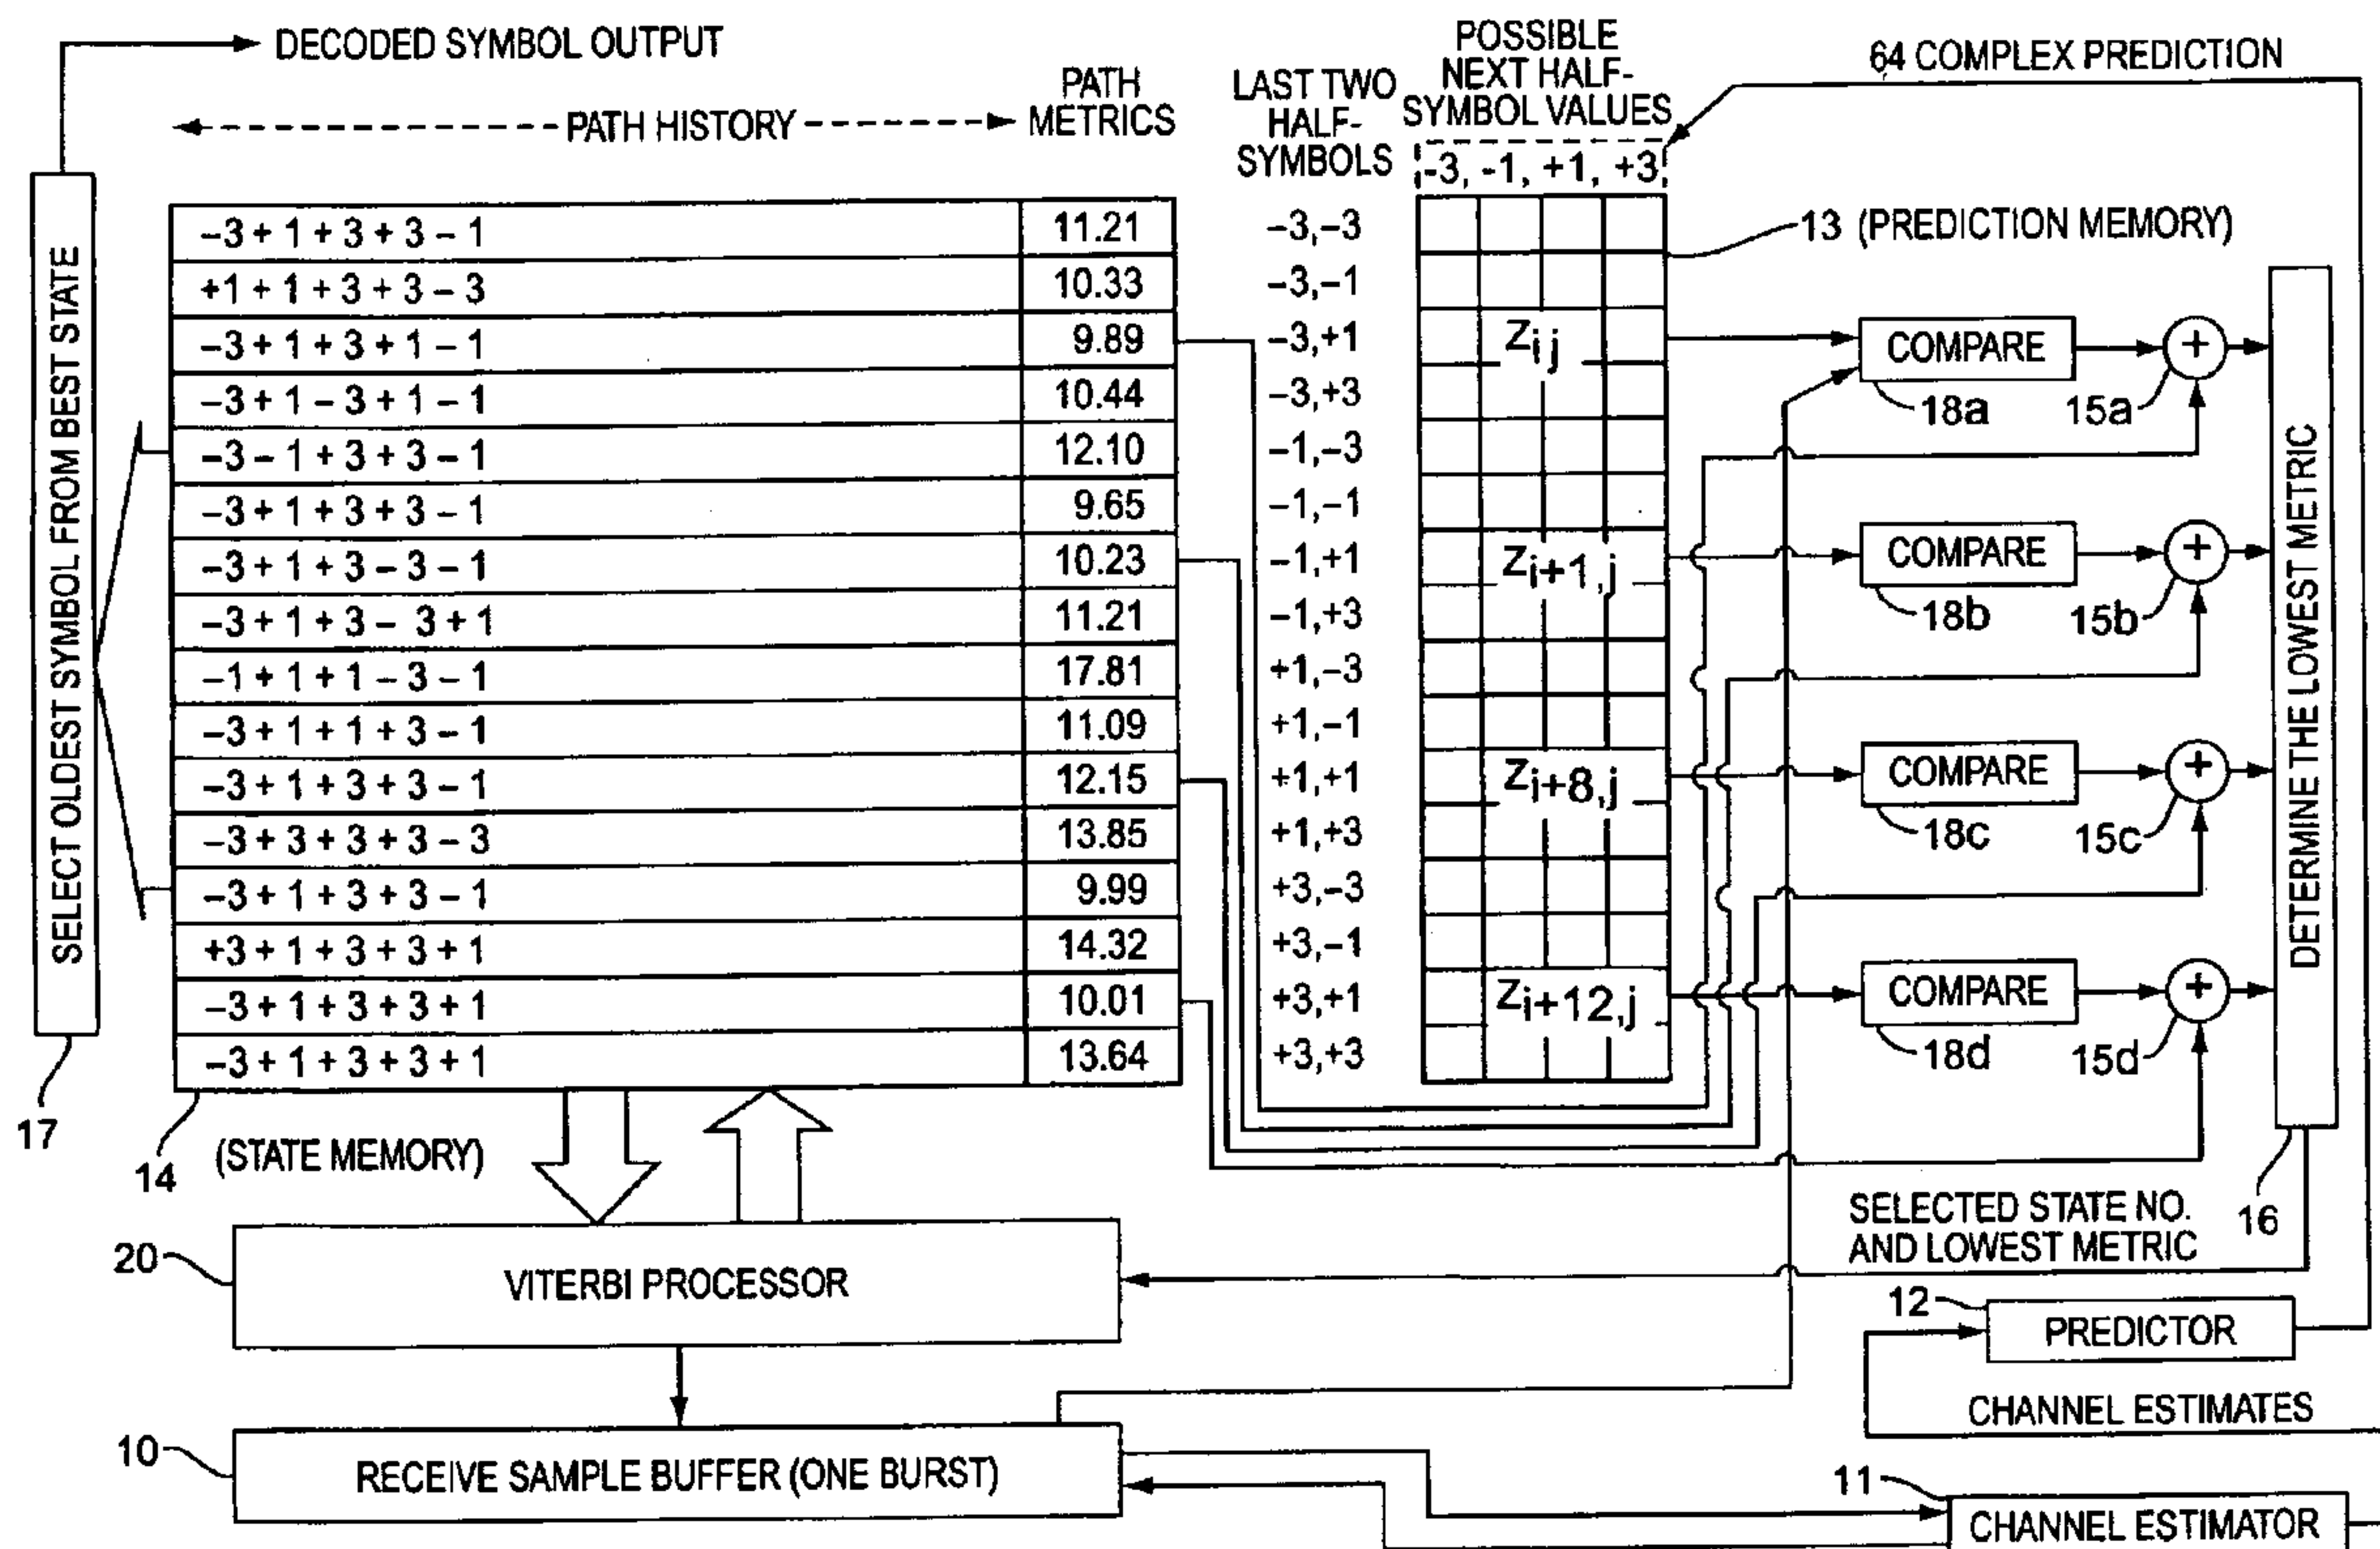 DECODED SYMBOL OUTPUT
PATH HISTORY
PATH
METRICS
LAST TWO
HALF-
SYMBOLS
POSSIBLE
NEXT HALF-
SYMBOL VALUES
-3, -1, +1, +3,
64 COMPLEX PREDICTION
13 (PREDICTION MEMORY)
SELECT OLDEST SYMBOL FROM BEST STATE
17
-3 + 1 + 3 + 3 - 1 11.21 -3,-3
+1 + 1 + 3 + 3 - 3 10.33 -3,-1
-3 + 1 + 3 + 1 - 1 9.89 -3,+1
-3 + 1 - 3 + 1 - 1 10.44 -3,+3
-3 - 1 + 3 + 3 - 1 12.10 -1,-3
-3 + 1 + 3 + 3 - 1 9.65 -1,-1
-3 + 1 + 3 - 3 - 1 10.23 -1,+1
-3 + 1 + 3 - 3 + 1 11.21 -1,+3
-1 + 1 + 1 - 3 - 1 17.81 +1,-3
-3 + 1 + 1 + 3 - 1 11.09 +1,-1
-3 + 1 + 3 + 3 - 1 12.15 +1,+1
-3 + 3 + 3 + 3 - 3 13.85 +1,+3
-3 + 1 + 3 + 3 - 1 9.99 +3,-3
+3 + 1 + 3 + 3 + 1 14.32 +3,-1
-3 + 1 + 3 + 3 + 1 10.01 +3,+1
-3 + 1 + 3 + 3 + 1 13.64 +3,+3
Zij
Zi+1,j
Zi+8,j
Zi+12,j
COMPARE +
18a 15a
COMPARE +
18b 15b
COMPARE +
18c 15c
COMPARE +
18d 15d
DETERMINE THE LOWEST METRIC
16
14 (STATE MEMORY)
SELECTED STATE NO.
AND LOWEST METRIC
20 VITERBI PROCESSOR
12 PREDICTOR
CHANNEL ESTIMATES
10 RECEIVE SAMPLE BUFFER (ONE BURST)
11 CHANNEL ESTIMATOR